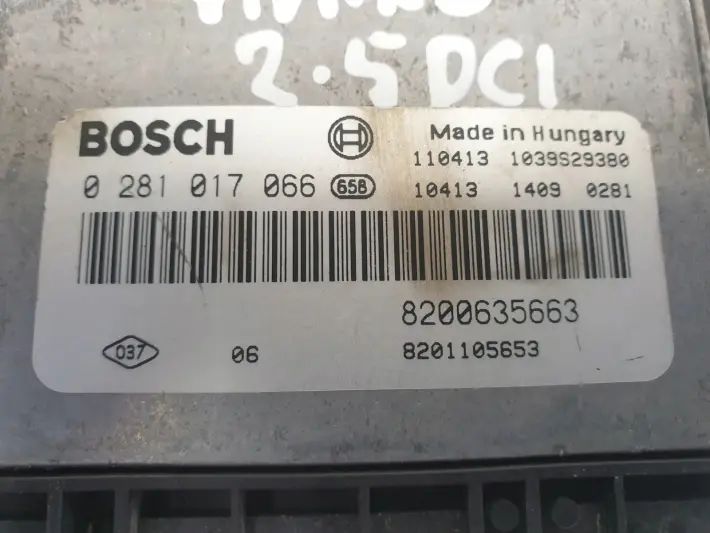 2.5 DCI
BOSCH
Made in Hungary
110413 1039S29380
0 281 017 066 65B
10413 1409 0281
8200635663
037
06
8201105653